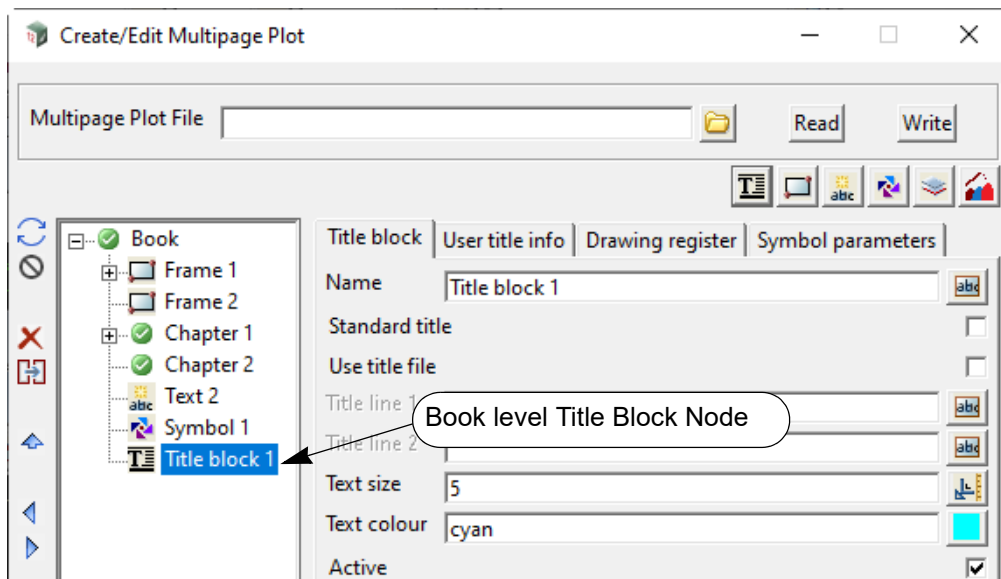 Create/Edit Multipage Plot
Multipage Plot File
Read
Write
Book
Frame 1
Frame 2
Chapter 1
Chapter 2
abc Text 2
Symbol 1
Title block 1
Title block
User title info
Drawing register
Symbol parameters
Name
Title block 1
Standard title
Use title file
Title line 1
Book level Title Block Node
Title line 2
Text size
5
Text colour
cyan
Active